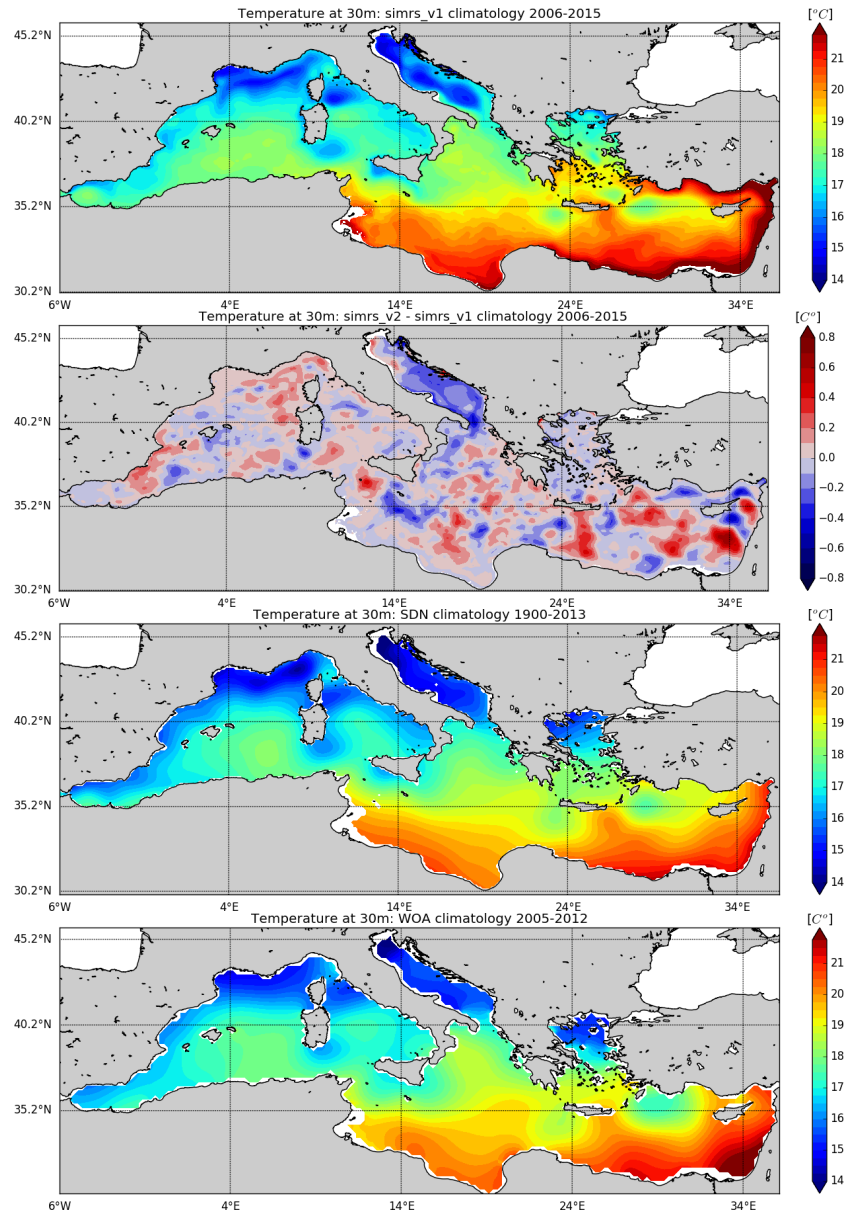 Temperature at 30m: simrs_v1 climatology 2006-2015
[°C]
45.2°N
40.2°N
35.2°N
30.2°N
6°W
4°E
14°E
24°E
34°E
21
20
19
18
17
16
15
14
Temperature at 30m: simrs_v2 - simrs_v1 climatology 2006-2015
[C°]
45.2°N
40.2°N
35.2°N
30.2°N
6°W
4°E
14°E
24°E
34°E
0.8
0.6
0.4
0.2
0.0
−0.2
−0.4
−0.6
−0.8
Temperature at 30m: SDN climatology 1900-2013
[°C]
45.2°N
40.2°N
35.2°N
30.2°N
6°W
4°E
14°E
24°E
34°E
21
20
19
18
17
16
15
14
Temperature at 30m: WOA climatology 2005-2012
[C°]
45.2°N
40.2°N
35.2°N
30.2°N
6°W
4°E
14°E
24°E
34°E
21
20
19
18
17
16
15
14